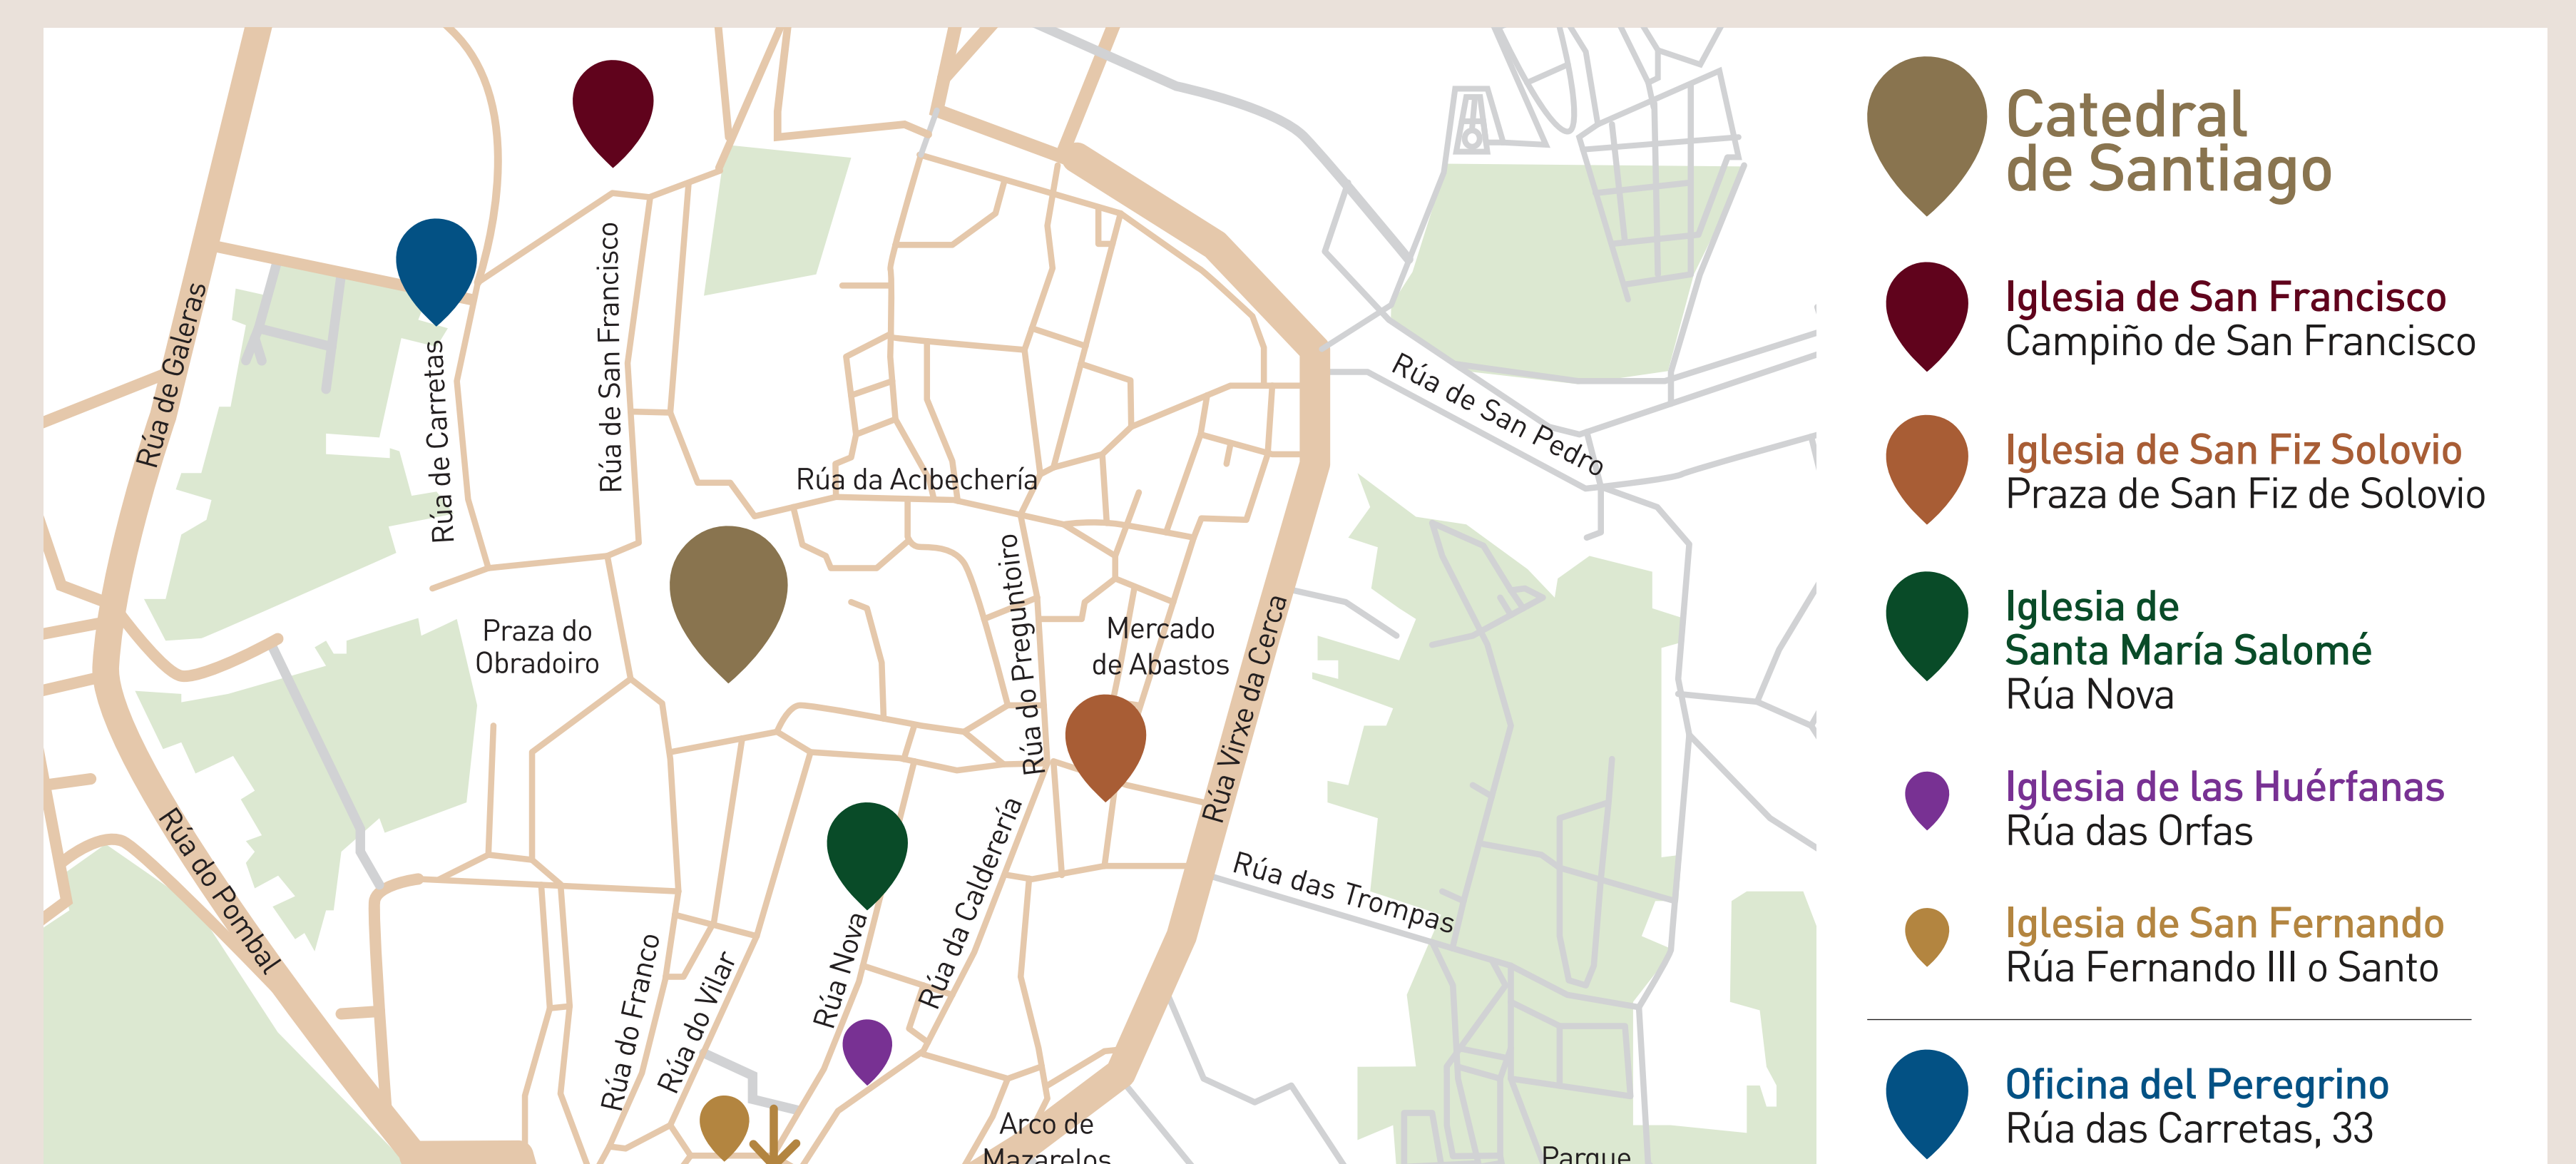 Rúa de Galeras
Rúa de Carretas
Rúa de San Francisco
Rúa da Acibechería
Rúa de San Pedro
Praza do
Obradoiro
Rúa do Preguntoiro
Mercado
de Abastos
Rúa Virxe da Cerca
Rúa do Pombal
Rúa do Franco
Rúa do Vilar
Rúa Nova
Rúa da Calderería
Rúa das Trompas
Arco de
Mazarelos
Parque
Catedral
de Santiago
Iglesia de San Francisco
Campiño de San Francisco
Iglesia de San Fiz Solovio
Praza de San Fiz de Solovio
Iglesia de
Santa María Salomé
Rúa Nova
Iglesia de las Huérfanas
Rúa das Orfas
Iglesia de San Fernando
Rúa Fernando III o Santo
Oficina del Peregrino
Rúa das Carretas, 33